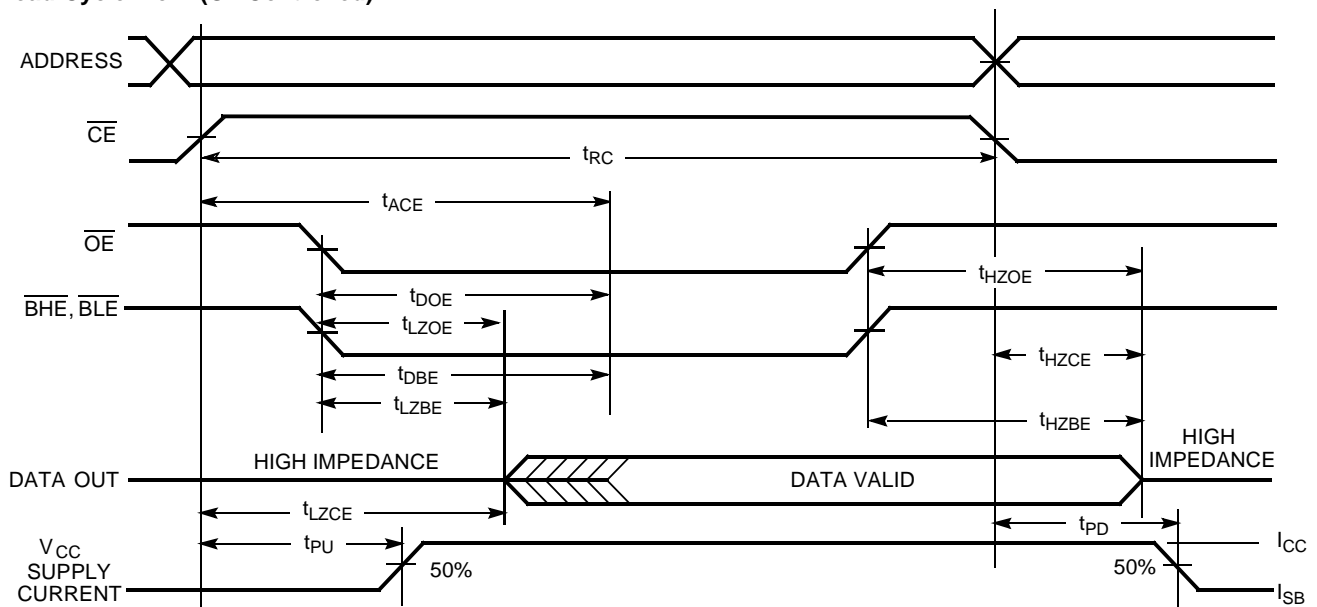 ADDRESS
CE
tRC
tACE
OE
tHZOE
tDOE
BHE, BLE
tLZOE
tHZCE
tDBE
tLZBE
tHZBE
HIGH IMPEDANCE
HIGH
IMPEDANCE
DATA OUT
DATA VALID
tLZCE
tPD
tPU
VCC
SUPPLY
CURRENT
50%
50%
ICC
ISB